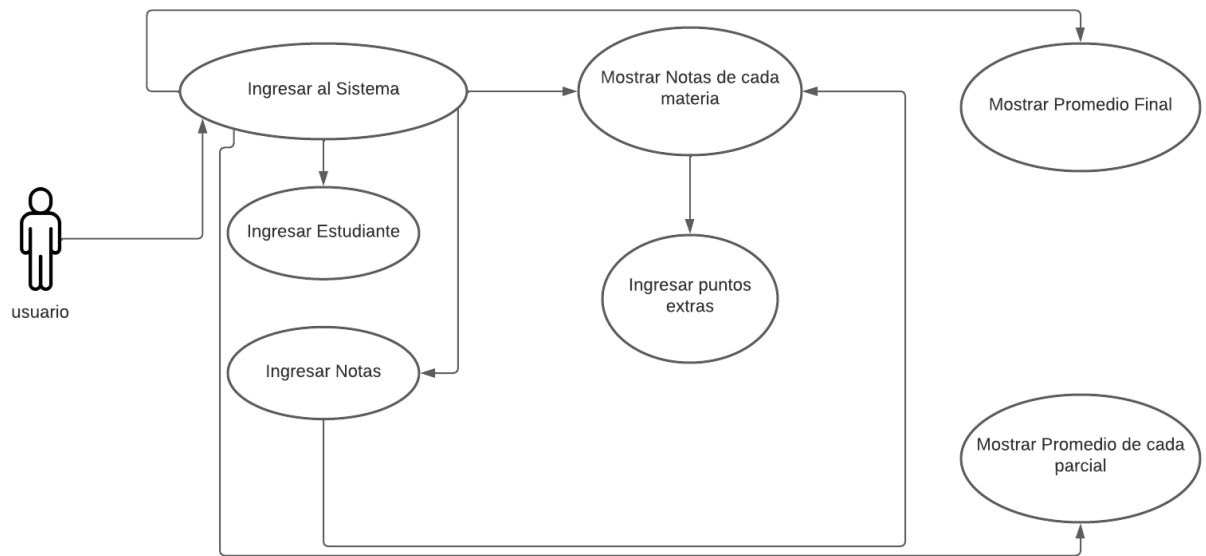 Ingresar al Sistema
Mostrar Notas de cada
materia
Mostrar Promedio Final
Ingresar Estudiante
usuario
Ingresar puntos
extras
Ingresar Notas
Mostrar Promedio de cada
parcial